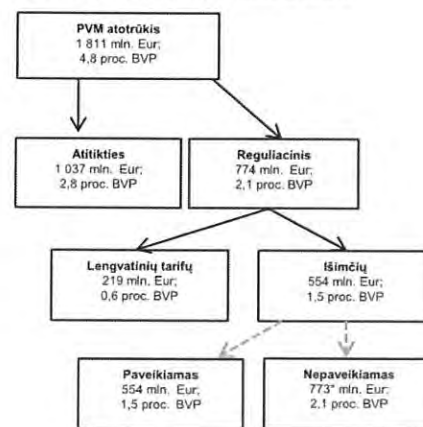 PVM atotrūkis
1 811 mln. Eur;
4,8 proc. BVP
Atitikties
1 037 mln. Eur;
2,8 proc. BVP
Reguliacinis
774 mln. Eur;
2,1 proc. BVP
Lengvatinių tarifų
219 mln. Eur;
0,6 proc. BVP
Išimčių
554 mln. Eur;
1,5 proc. BVP
Paveikiamas
554 mln. Eur;
1,5 proc. BVP
Nepaveikiamas
773* mln. Eur;
2,1 proc. BVP